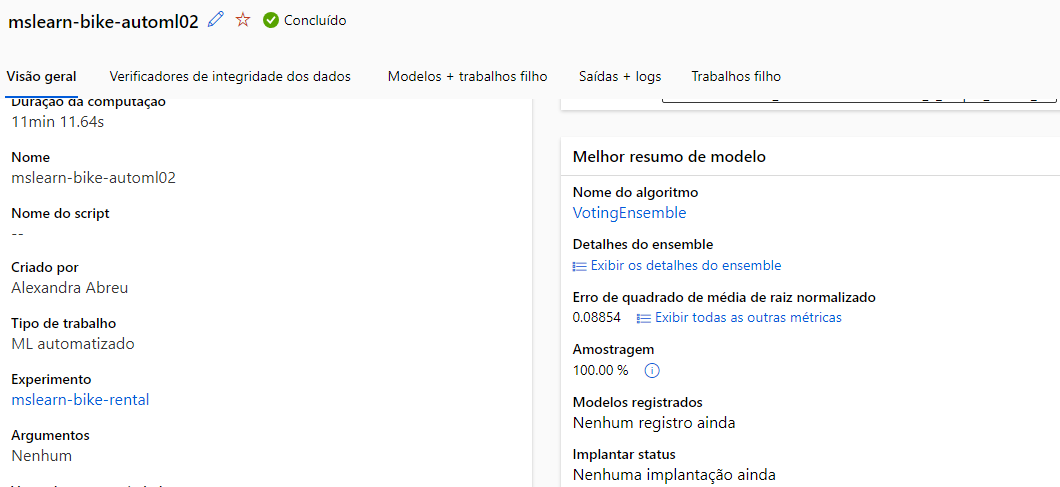 mslearn-bike-automl02 Concluído
Visão geral Verificadores de integridade dos dados Modelos + trabalhos filho Saídas + logs Trabalhos filho
Duração da computação
11min 11.64s
Nome
mslearn-bike-automl02
Nome do script
--
Criado por
Alexandra Abreu
Tipo de trabalho
ML automatizado
Experimento
mslearn-bike-rental
Argumentos
Nenhum
Melhor resumo de modelo
Nome do algoritmo
VotingEnsemble
Detalhes do ensemble
Exibir os detalhes do ensemble
Erro de quadrado de média de raiz normalizado
0.08854 Exibir todas as outras métricas
Amostragem
100.00 %
Modelos registrados
Nenhum registro ainda
Implantar status
Nenhuma implantação ainda